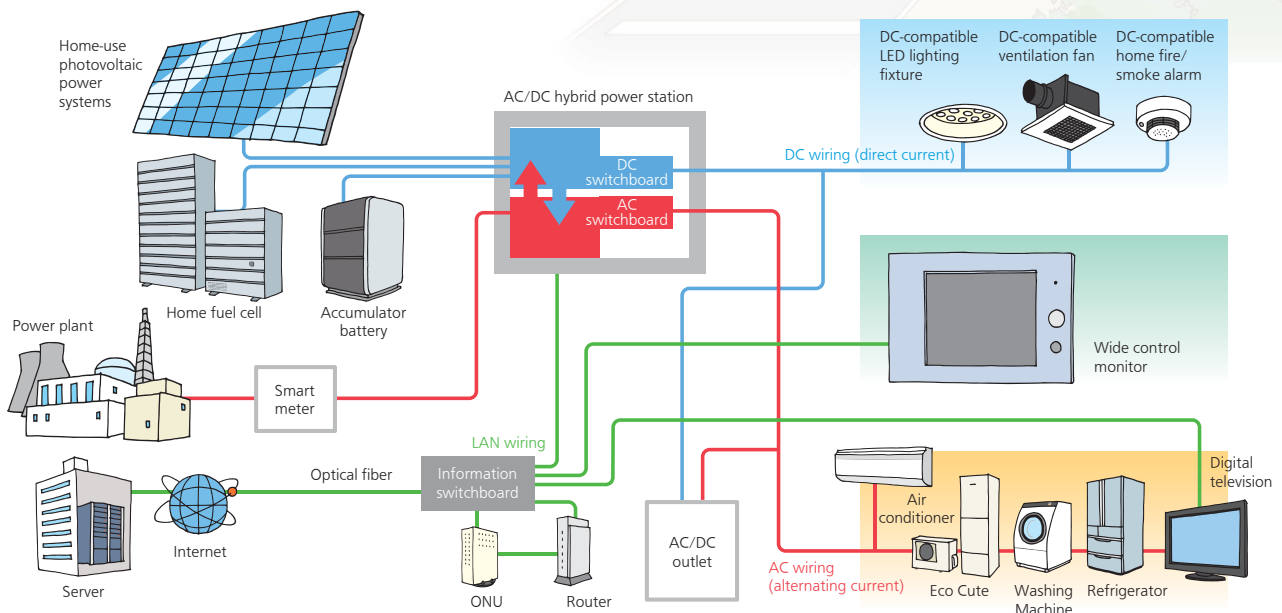 Home-use
photovoltaic
power
systems
AC/DC hybrid power station
DC-compatible
LED lighting
fixture
DC-compatible
ventilation fan
DC-compatible
home fire/
smoke alarm
DC
switchboard
DC wiring (direct current)
AC
switchboard
Home fuel cell
Accumulator
battery
Power plant
Smart
meter
Wide control
monitor
LAN wiring
Optical fiber
Information
switchboard
Server
Internet
ONU
Router
AC/DC
outlet
AC wiring
(alternating current)
Air
conditioner
Eco Cute
Washing
Machine
Refrigerator
Digital
television